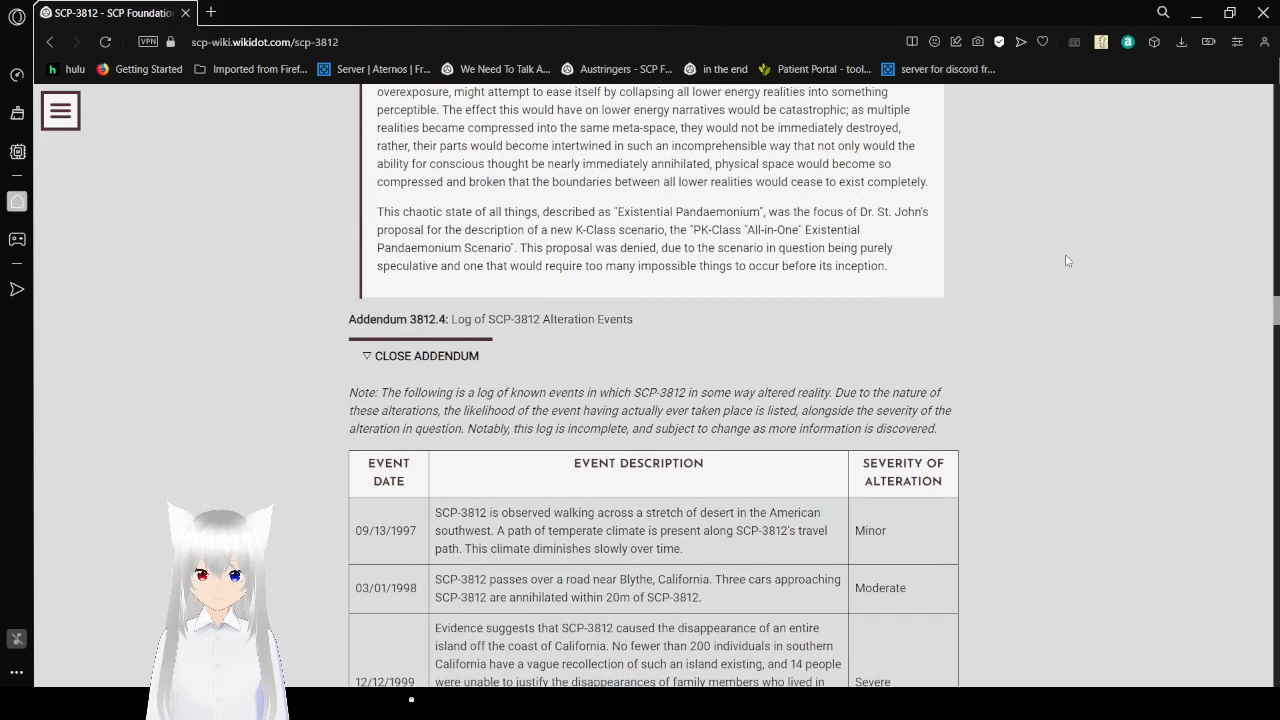 SCP-3812 - SCP Foundatio
scp-wiki.wikidot.com/scp-3812
VPN
hulu
Getting Started
Imported from Firef...
Server | Aternos | Fr...
We Need To Talk A...
Austringers - SCP F...
in the end
Patient Portal - tool...
server for discord fr...
overexposure, might attempt to ease itself by collapsing all lower energy realities into something
perceptible. The effect this would have on lower energy narratives would be catastrophic; as multiple
realities became compressed into the same meta-space, they would not be immediately destroyed,
rather, their parts would become intertwined in such an incomprehensible way that not only would the
ability for conscious thought be nearly immediately annihilated, physical space would become so
compressed and broken that the boundaries between all lower realities would cease to exist completely.
This chaotic state of all things, described as "Existential Pandaemonium", was the focus of Dr. St. John's
proposal for the description of a new K-Class scenario, the "PK-Class "All-in-One" Existential
Pandaemonium Scenario". This proposal was denied, due to the scenario in question being purely
speculative and one that would require too many impossible things to occur before its inception.
Addendum 3812.4: Log of SCP-3812 Alteration Events
▽ CLOSE ADDENDUM
Note: The following is a log of known events in which SCP-3812 in some way altered reality. Due to the nature of
these alterations, the likelihood of the event having actually ever taken place is listed, alongside the severity of the
alteration in question. Notably, this log is incomplete, and subject to change as more information is discovered.
EVENT
DATE
EVENT DESCRIPTION
SEVERITY OF
ALTERATION
09/13/1997
SCP-3812 is observed walking across a stretch of desert in the American
southwest. A path of temperate climate is present along SCP-3812's travel
path. This climate diminishes slowly over time.
Minor
03/01/1998
SCP-3812 passes over a road near Blythe, California. Three cars approaching
SCP-3812 are annihilated within 20m of SCP-3812.
Moderate
12/12/1999
Evidence suggests that SCP-3812 caused the disappearance of an entire
island off the coast of California. No fewer than 200 individuals in southern
California have a vague recollection of such an island existing, and 14 people
were unable to justify the disappearances of family members who lived in
Severe